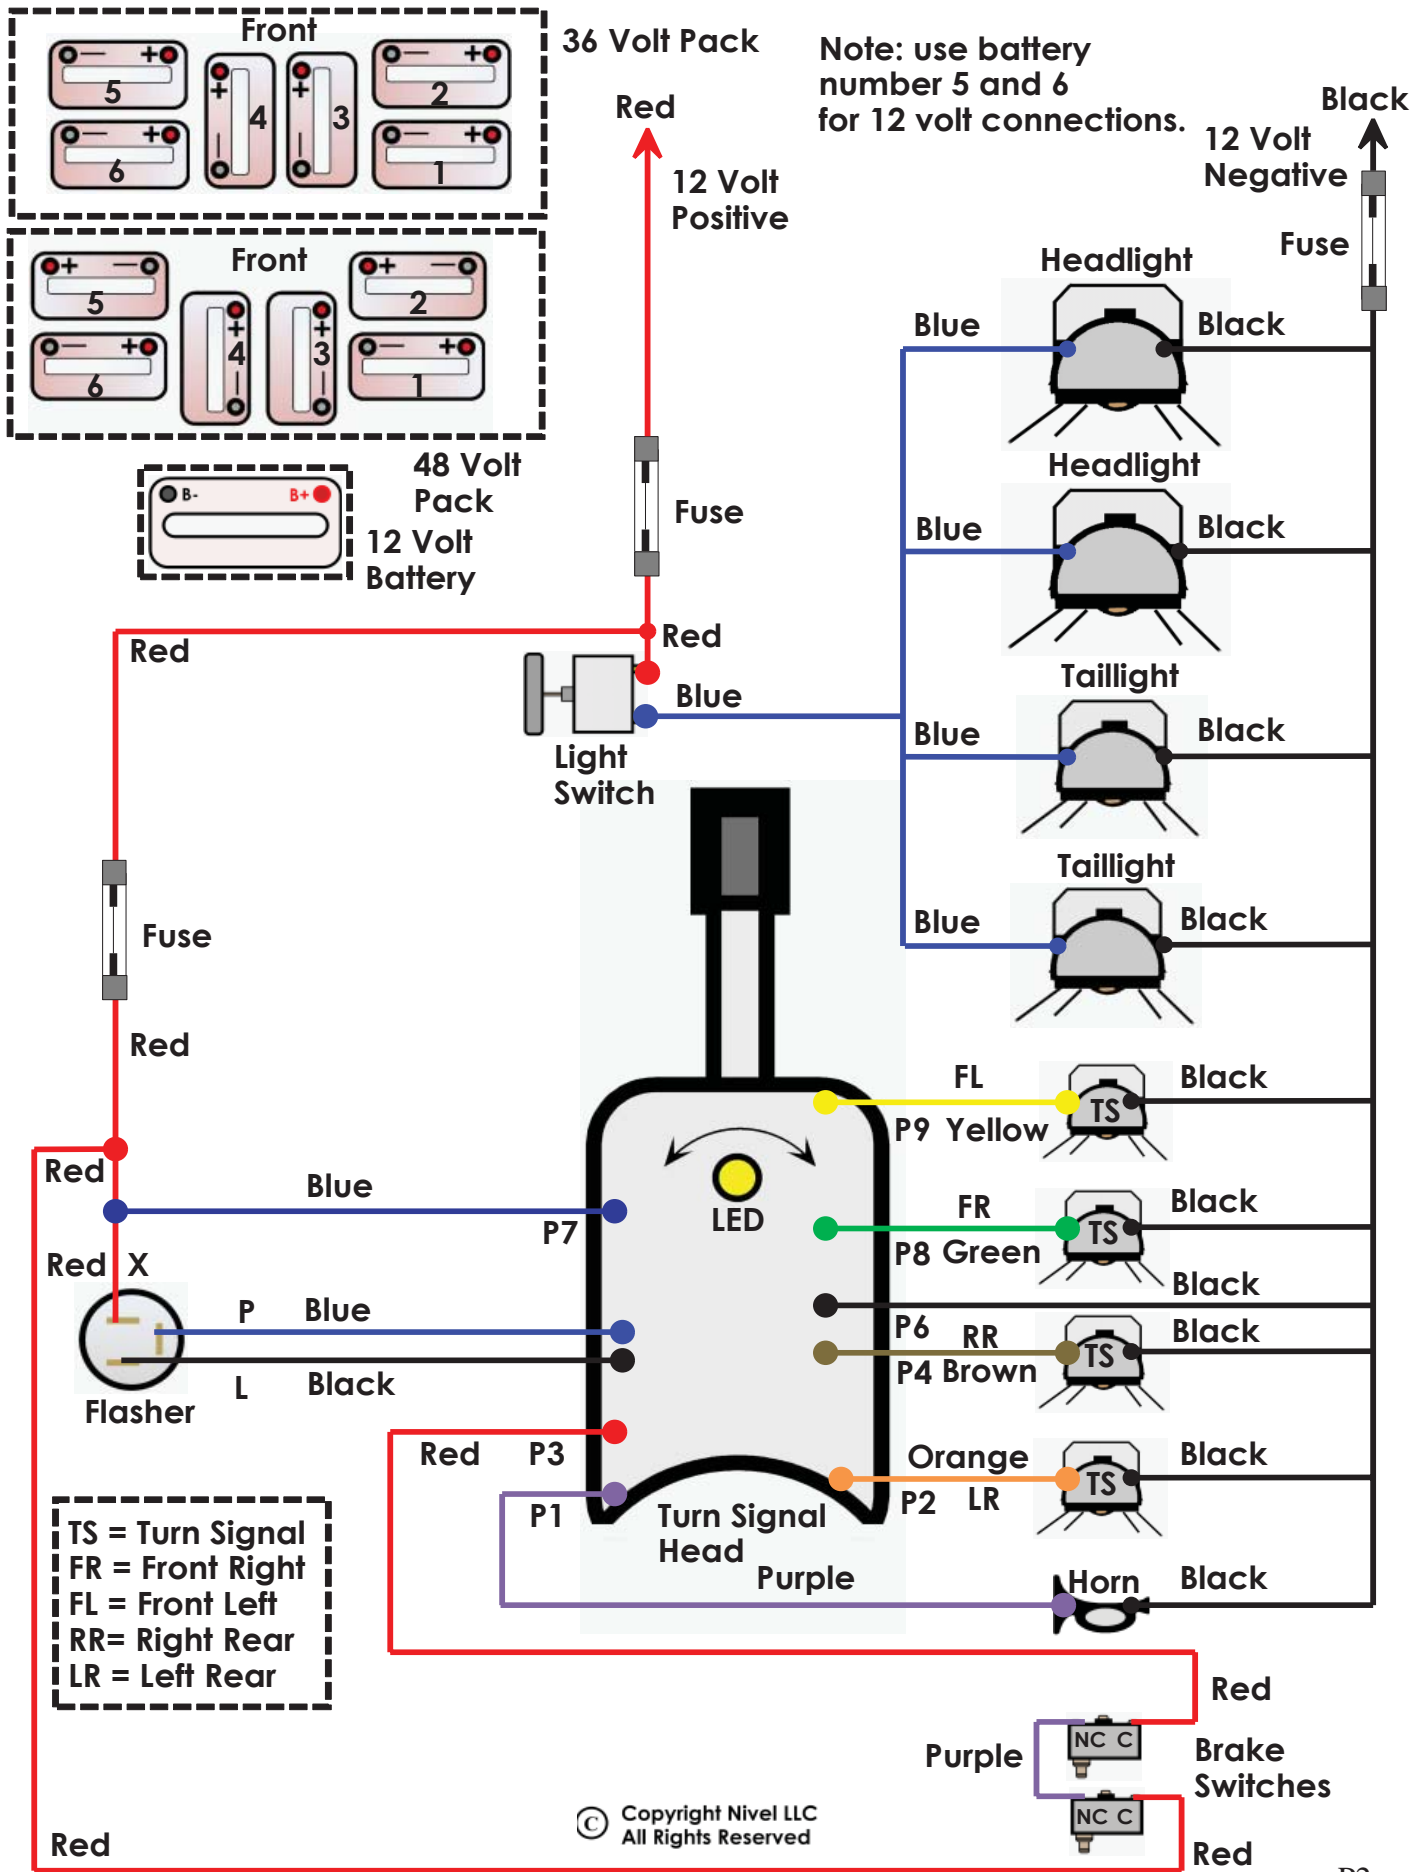 Front
36 Volt Pack
5
4
3
2
6
1
Note: use battery
number 5 and 6
for 12 volt connections.
Red
12 Volt
Positive
Black
12 Volt
Negative
Fuse
Front
5
4
3
2
6
1
48 Volt
Pack
B-
B+
12 Volt
Battery
Fuse
Red
Red
Blue
Light
Switch
Headlight
Blue
Black
Headlight
Blue
Black
Taillight
Blue
Black
Taillight
Blue
Black
Fuse
Red
Red
Blue
P7
Red X
P Blue
L Black
Flasher
Red P3
P1
LED
Turn Signal
Head
Purple
FL
P9 Yellow
TS
Black
FR
P8 Green
TS
Black
Black
P6
RR
P4 Brown
TS
Black
Orange
P2 LR
TS
Black
Horn
Black
TS = Turn Signal
FR = Front Right
FL = Front Left
RR= Right Rear
LR = Left Rear
Red
NC C
Purple
Brake
Switches
NC C
Red
Red
© Copyright Nivel LLC
All Rights Reserved